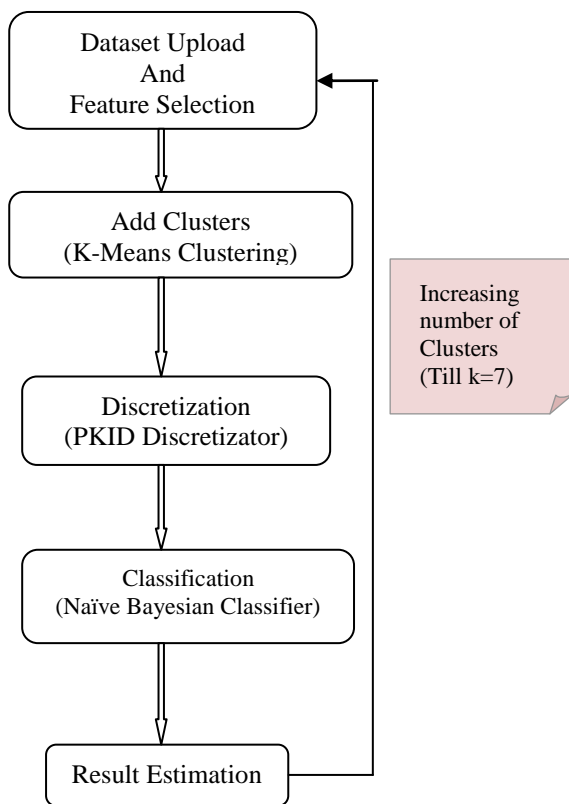 Dataset Upload
And
Feature Selection
Add Clusters
(K-Means Clustering)
Increasing
number of
Clusters
(Till k=7)
Discretization
(PKID Discretizator)
Classification
(Naïve Bayesian Classifier)
Result Estimation